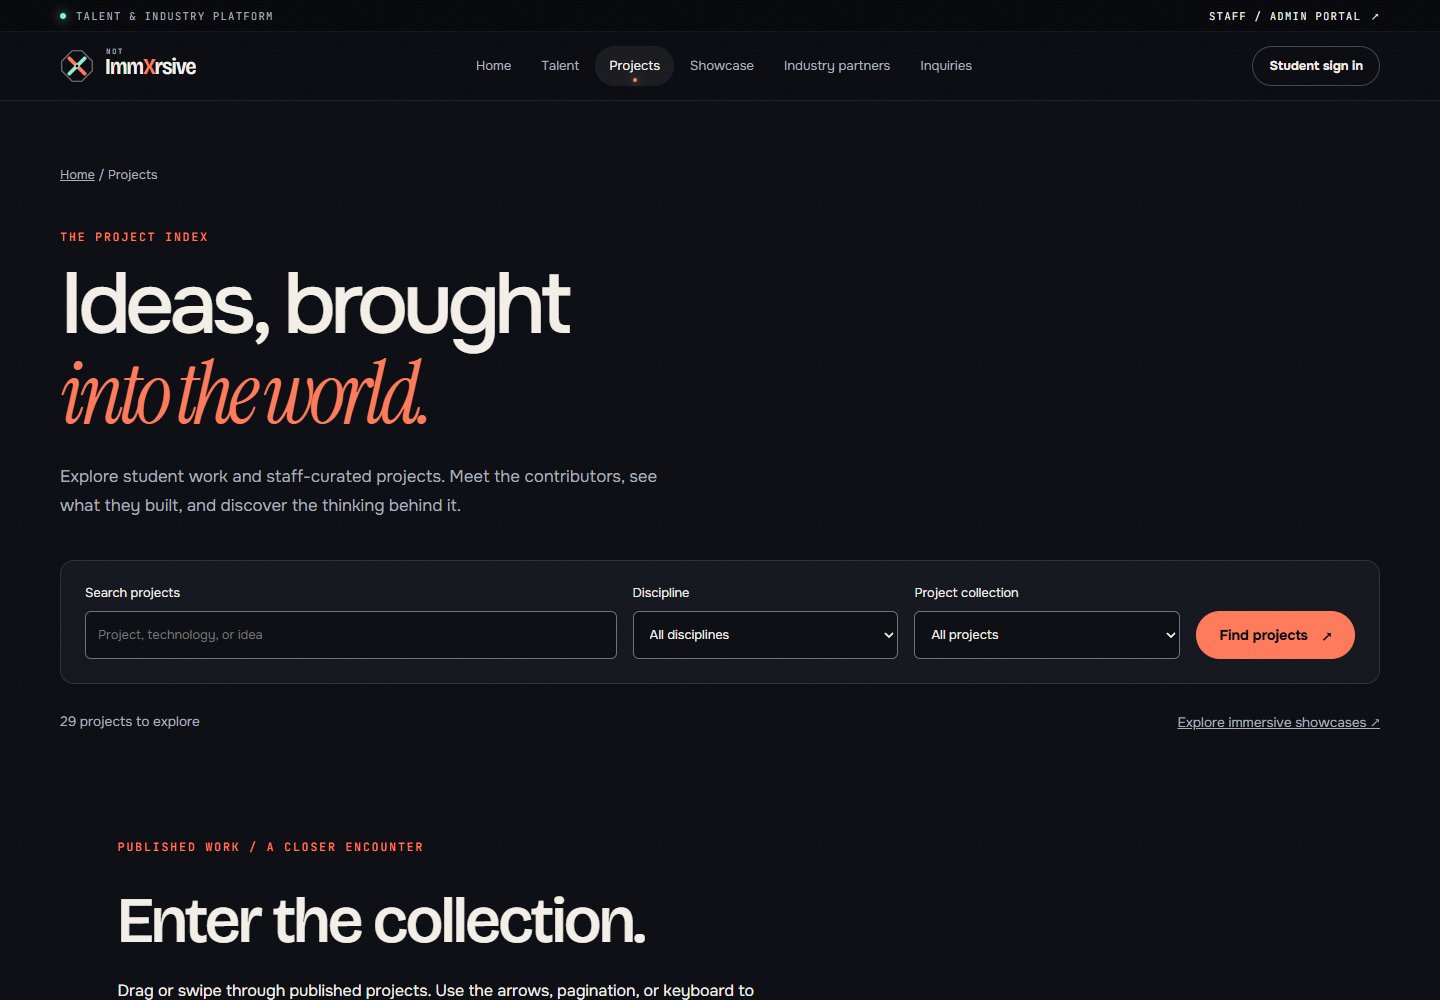 TALENT & INDUSTRY PLATFORM
STAFF / ADMIN PORTAL ↗
NOT
ImmXrsive
Home
Talent
Projects
Showcase
Industry partners
Inquiries
Student sign in
Home / Projects
THE PROJECT INDEX
Ideas, brought
into the world.
Explore student work and staff-curated projects. Meet the contributors, see
what they built, and discover the thinking behind it.
Search projects
Discipline
Project collection
Project, technology, or idea
All disciplines
All projects
Find projects ↗
29 projects to explore
Explore immersive showcases ↗
PUBLISHED WORK / A CLOSER ENCOUNTER
Enter the collection.
Drag or swipe through published projects. Use the arrows, pagination, or keyboard to